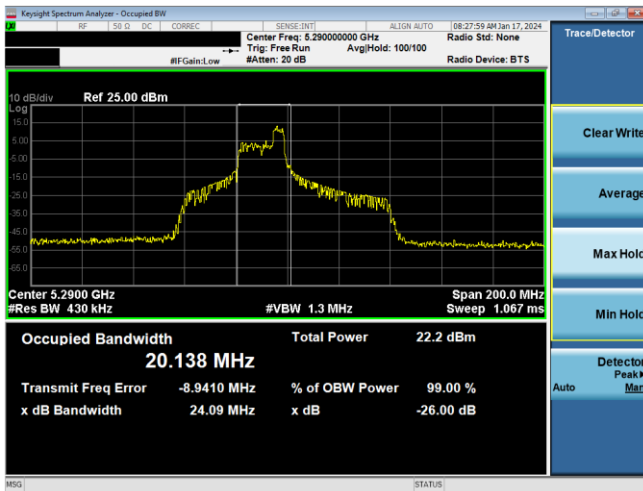 Keysight Spectrum Analyzer - Occupied BW
RF 50 Ω DC CORREC SENSE:INT ALIGN AUTO 08:27:59 AM Jan 17, 2024
Center Freq: 5.290000000 GHz Radio Std: None
Trig: Free Run Avg|Hold: 100/100
#IFGain:Low #Atten: 20 dB Radio Device: BTS
Trace/Detector
10 dB/div Ref 25.00 dBm
Log
15.0
5.00
-5.00
-15.0
-25.0
-35.0
-45.0
-55.0
-65.0
Center 5.2900 GHz Span 200.0 MHz
#Res BW 430 kHz #VBW 1.3 MHz Sweep 1.067 ms
Occupied Bandwidth Total Power 22.2 dBm
20.138 MHz
Transmit Freq Error -8.9410 MHz % of OBW Power 99.00 %
x dB Bandwidth 24.09 MHz x dB -26.00 dB
Clear Write
Average
Max Hold
Min Hold
Detector
Peak
Auto Man
MSG STATUS